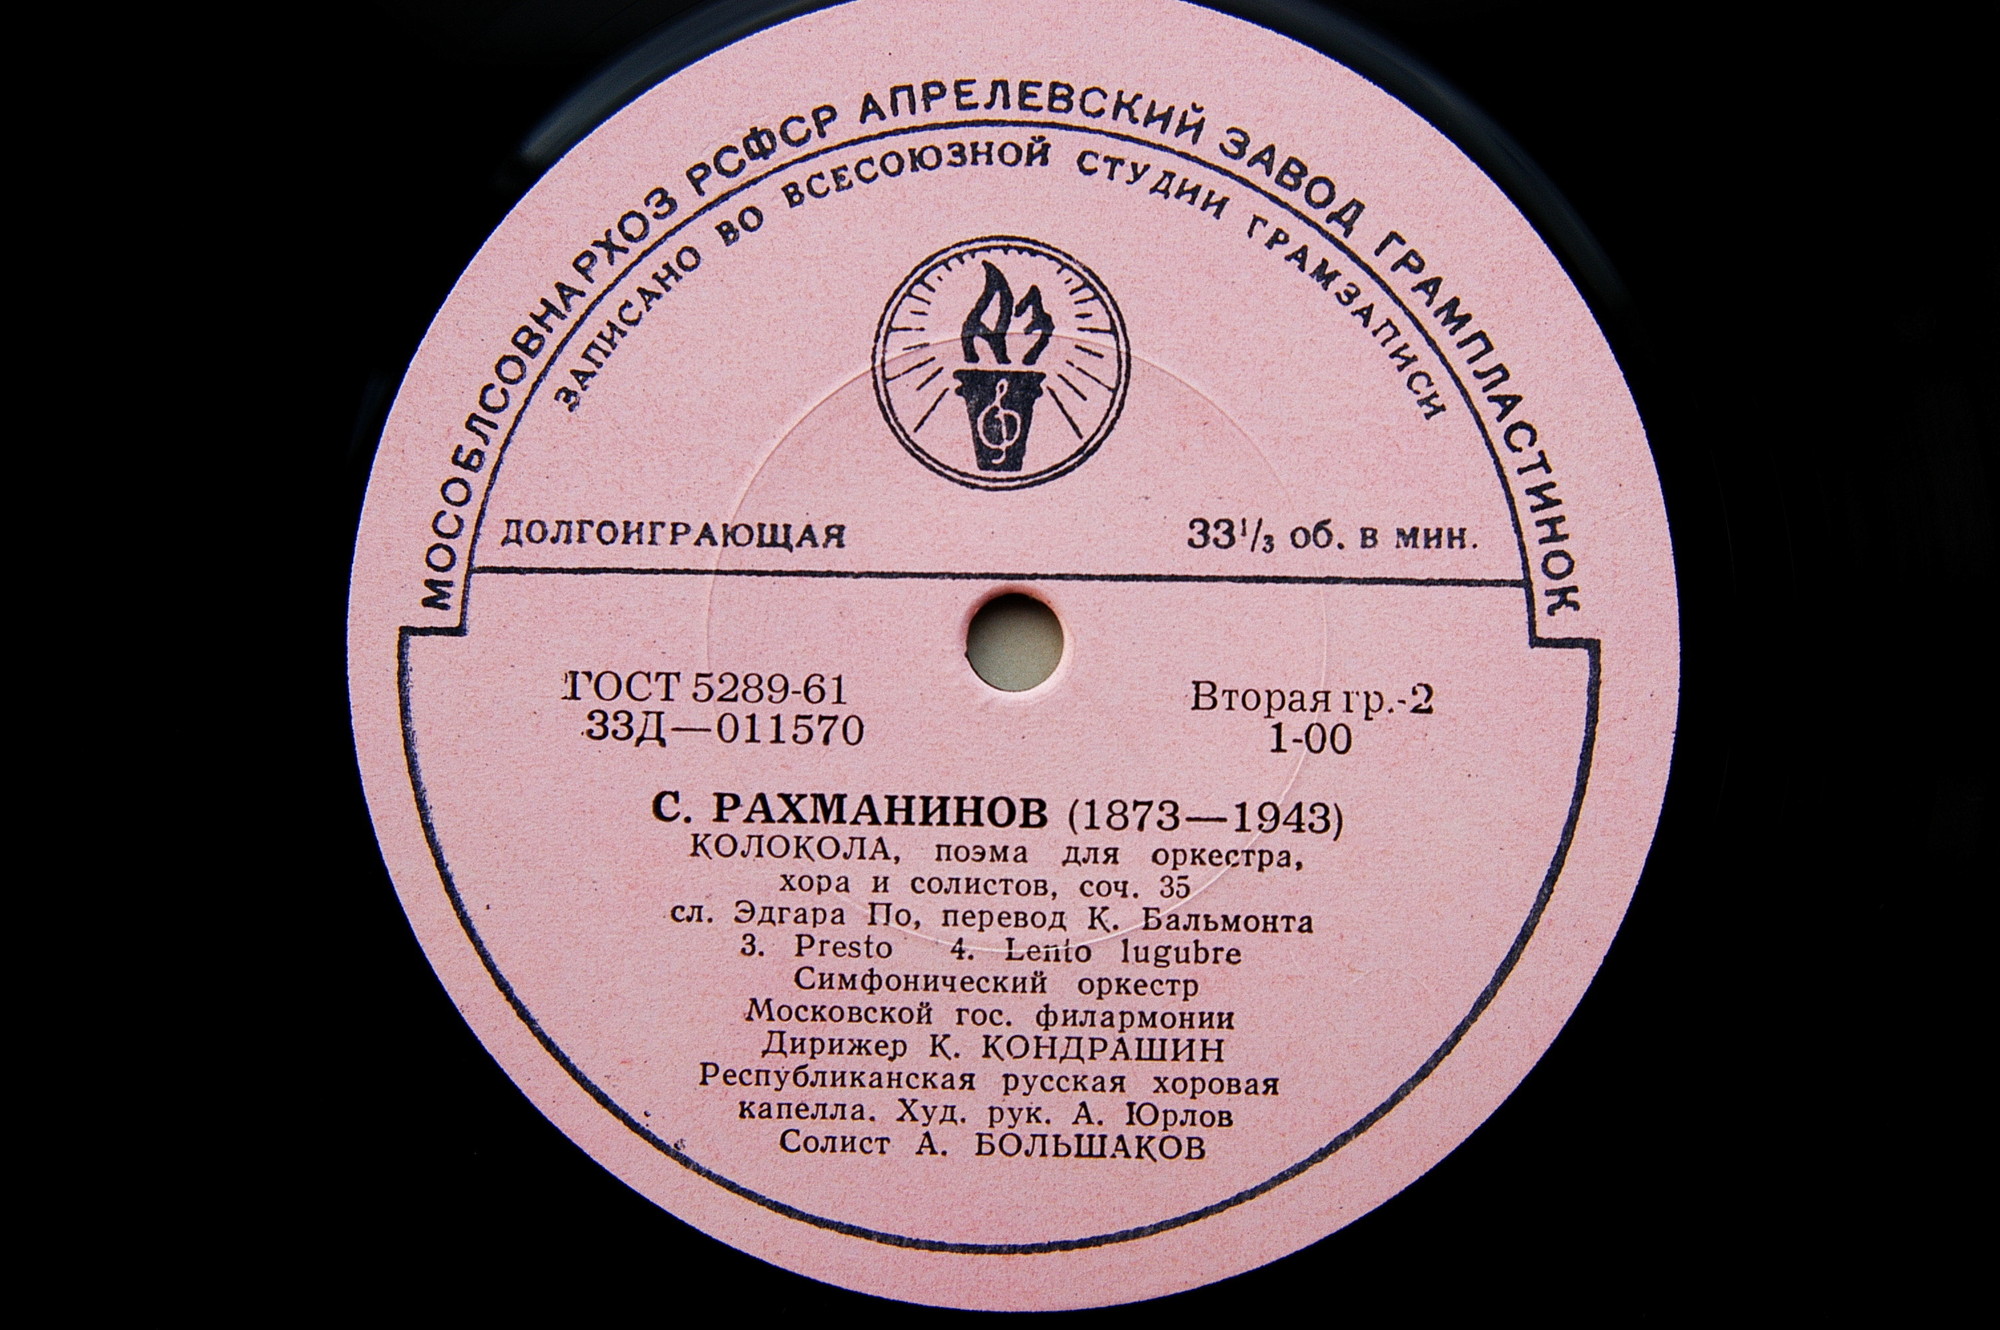 МОСОБЛСОВНАРХОЗ РСФСР АПРЕЛЕВСКИЙ ЗАВОД ГРАМПЛАСТИНОК
ЗАПИСАНО ВО ВСЕСОЮЗНОЙ СТУДИИ ГРАМЗАПИСИ
ДОЛГОИГРАЮЩАЯ
33 1/3 об. в мин.
ГОСТ 5289-61
33Д—011570
Вторая гр.-2
1-00
С. РАХМАНИНОВ (1873—1943)
КОЛОКОЛА, поэма для оркестра,
хора и солистов, соч. 35
сл. Эдгара По, перевод К. Бальмонта
3. Presto 4. Lento lugubre
Симфонический оркестр
Московской гос. филармонии
Дирижер К. КОНДРАШИН
Республиканская русская хоровая
капелла. Худ. рук. А. Юрлов
Солист А. БОЛЬШАКОВ